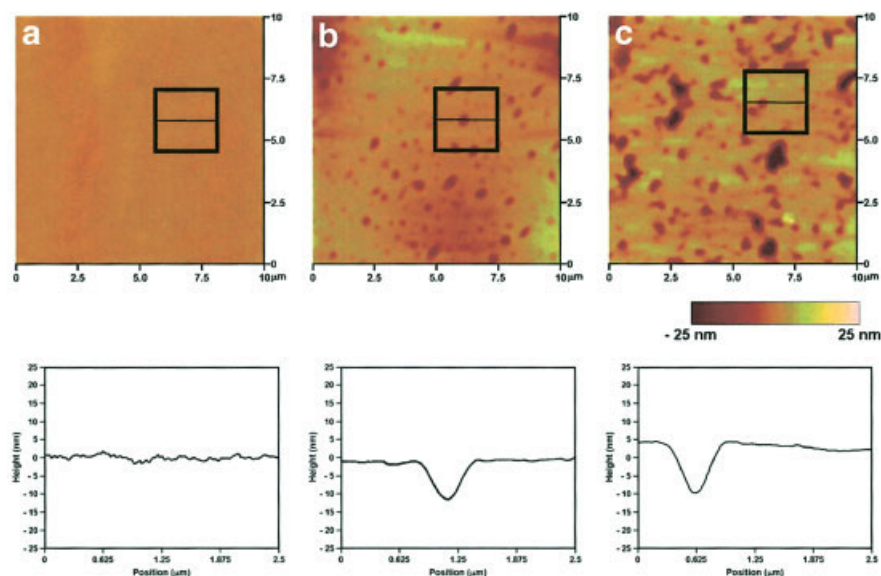 a b c
10 10 10
7.5 7.5 7.5
5.0 5.0 5.0
2.5 2.5 2.5
0 0 0
0 2.5 5.0 7.5 10 μm 0 2.5 5.0 7.5 10 μm 0 2.5 5.0 7.5 10 μm
- 25 nm 25 nm
25 25 25
20 20 20
15 15 15
10 10 10
5 5 5
0 0 0
- 5 - 5 - 5
- 10 - 10 - 10
- 15 - 15 - 15
- 20 - 20 - 20
- 25 - 25 - 25
Height (nm) Height (nm) Height (nm)
0 0.625 1.25 1.875 2.5 0 0.625 1.25 1.875 2.5 0 0.625 1.25 1.875 2.5
Position (μm) Position (μm) Position (μm)